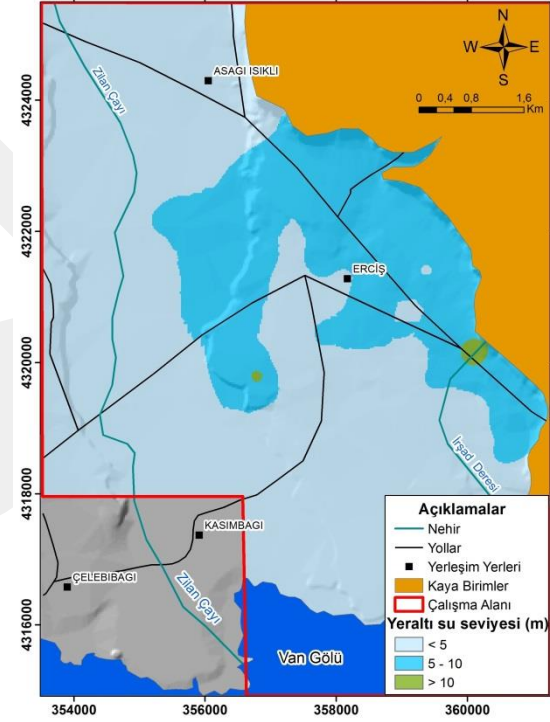 N
W E
S
0 0,4 0,8 1,6
Km
Zilan Çayı
ASAGI ISIKLI
4324000
4322000
ERCİŞ
4320000
İrşad Deresi
4318000
KASIMBAGI
ÇELEBIBAGI
Zilan Çayı
4316000
Van Gölü
Açıklamalar
Nehir
Yollar
Yerleşim Yerleri
Kaya Birimler
Çalışma Alanı
Yeraltı su seviyesi (m)
< 5
5 - 10
> 10
354000 356000 358000 360000